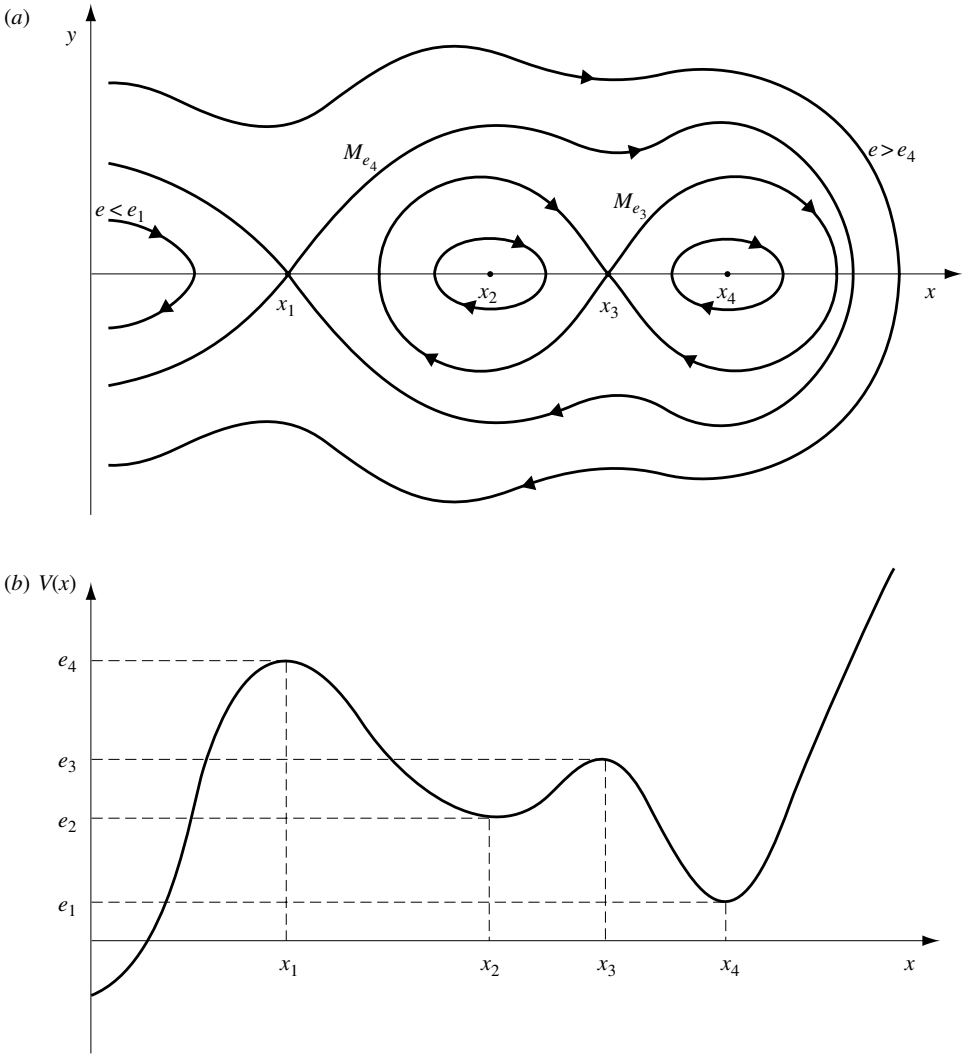 (a)
y
M_{e_4}
e > e_4
e < e_1
M_{e_3}
x_1
x_2
x_3
x_4
x
(b) V(x)
e_4
e_3
e_2
e_1
x_1 x_2 x_3 x_4 x